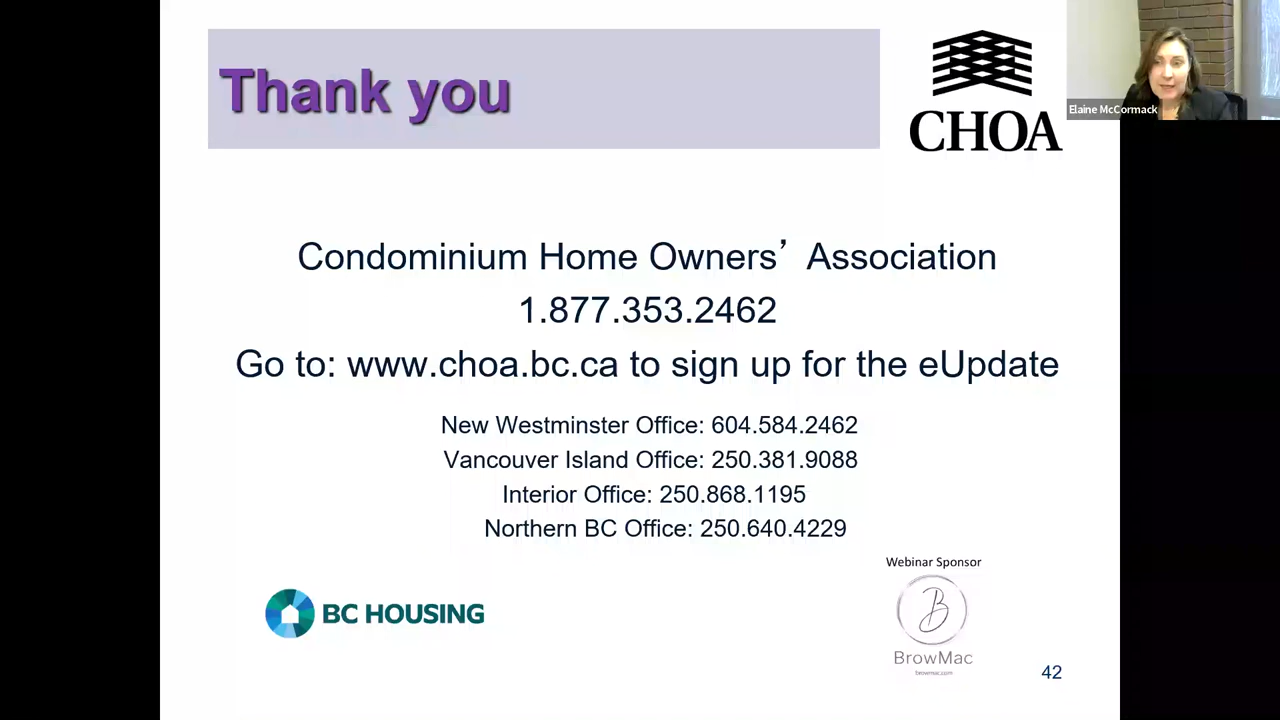 Thank you
CHOA
Elaine McCormack
Condominium Home Owners’ Association
1.877.353.2462
Go to: www.choa.bc.ca to sign up for the eUpdate
New Westminster Office: 604.584.2462
Vancouver Island Office: 250.381.9088
Interior Office: 250.868.1195
Northern BC Office: 250.640.4229
Webinar Sponsor
B
BC HOUSING
BrowMac
browmac.com
42